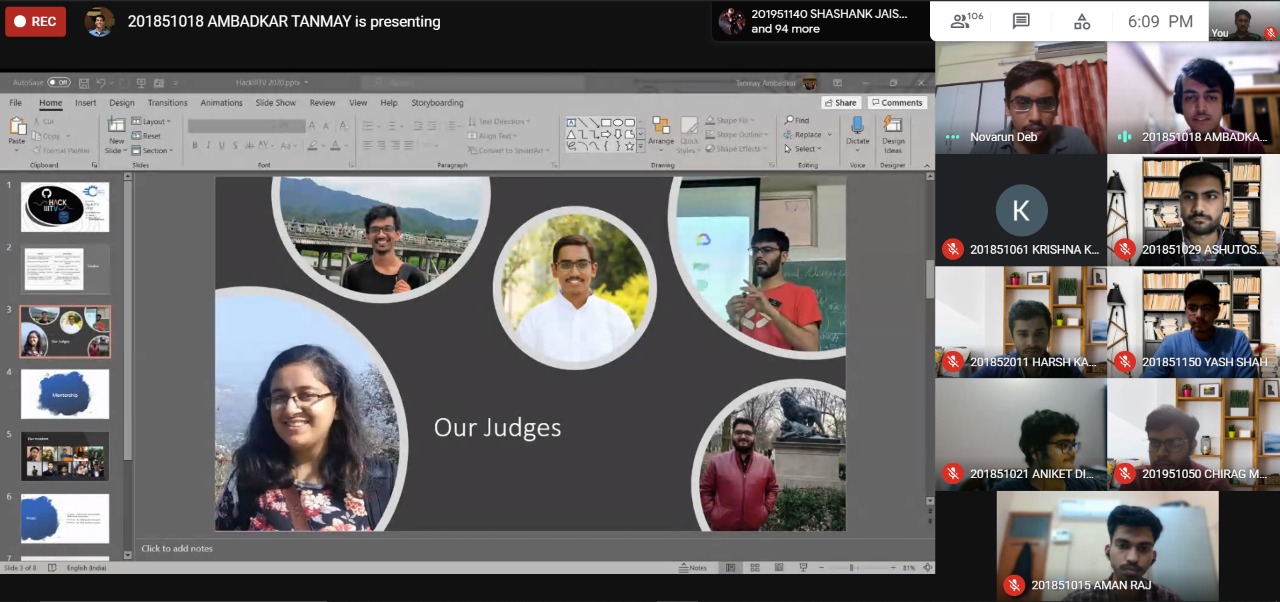 REC
201851018 AMBADKAR TANMAY is presenting
201951140 SHASHANK JAIS...
and 94 more
106
6:09 PM
You
AutoSave Off
HackIIITV 2020.pptx
Tanmay Ambadkar
File Home Insert Design Transitions Animations Slide Show Review View Help Storyboarding
Share Comments
Paste
Cut
Copy
Format Painter
Clipboard
New
Slide
Layout
Reset
Section
Slides
Font
Text Direction
Align Text
Convert to SmartArt
Paragraph
Arrange
Quick
Styles
Shape Fill
Shape Outline
Shape Effects
Drawing
Find
Replace
Select
Editing
Dictate
Voice
Design
Ideas
Designer
1
HACK
IIITV
2
3
Our Judges
4
Mentorship
5
6
7
Our Judges
Click to add notes
Slide 3 of 8
English (India)
Notes
81%
Novarun Deb
201851018 AMBADKA...
K
201851061 KRISHNA K...
201851029 ASHUTOS...
201852011 HARSH KA...
201851150 YASH SHAH
201851021 ANIKET DI...
201951050 CHIRAG M...
201851015 AMAN RAJ